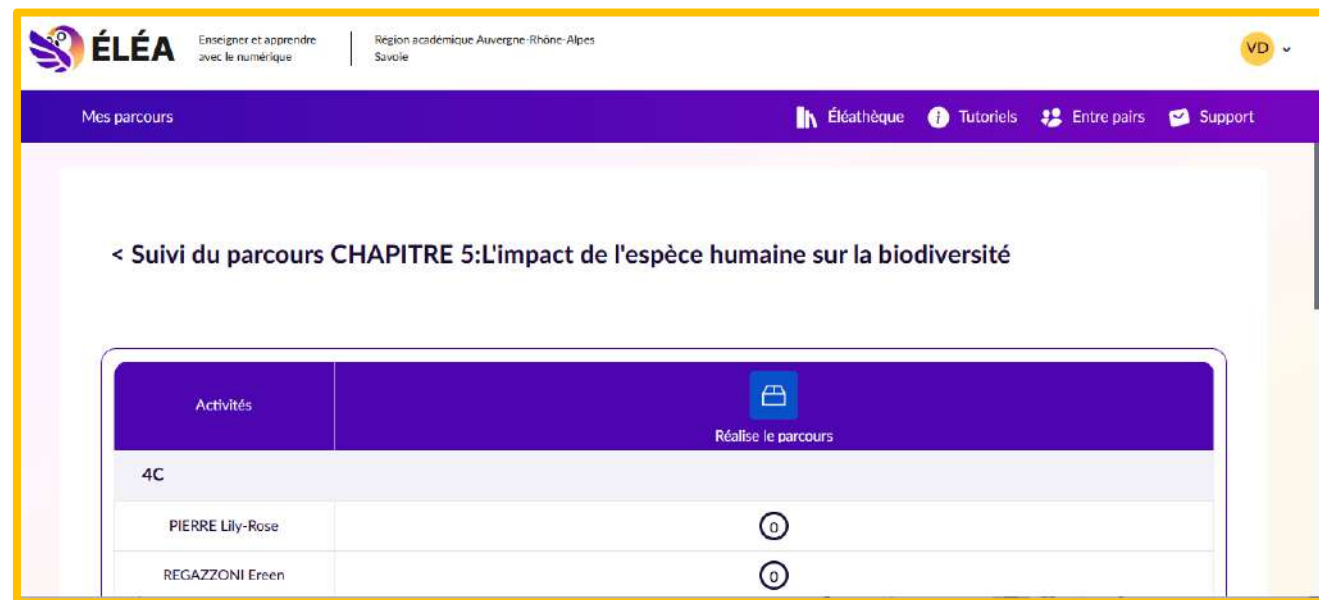 ÉLÉA
Enseigner et apprendre
avec le numérique
Région académique Auvergne-Rhône-Alpes
Savoie
VD
Mes parcours
Éléathèque
Tutoriels
Entre pairs
Support
< Suivi du parcours CHAPITRE 5:L'impact de l'espèce humaine sur la biodiversité
Activités
Réalise le parcours
4C
PIERRE Lily-Rose
0
REGAZZONI Ereen
0